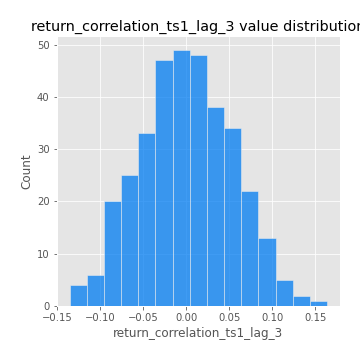 return_correlation_ts1_lag_3 value distribution
50
40
30
20
10
0
Count
−0.15 −0.10 −0.05 0.00 0.05 0.10 0.15
return_correlation_ts1_lag_3